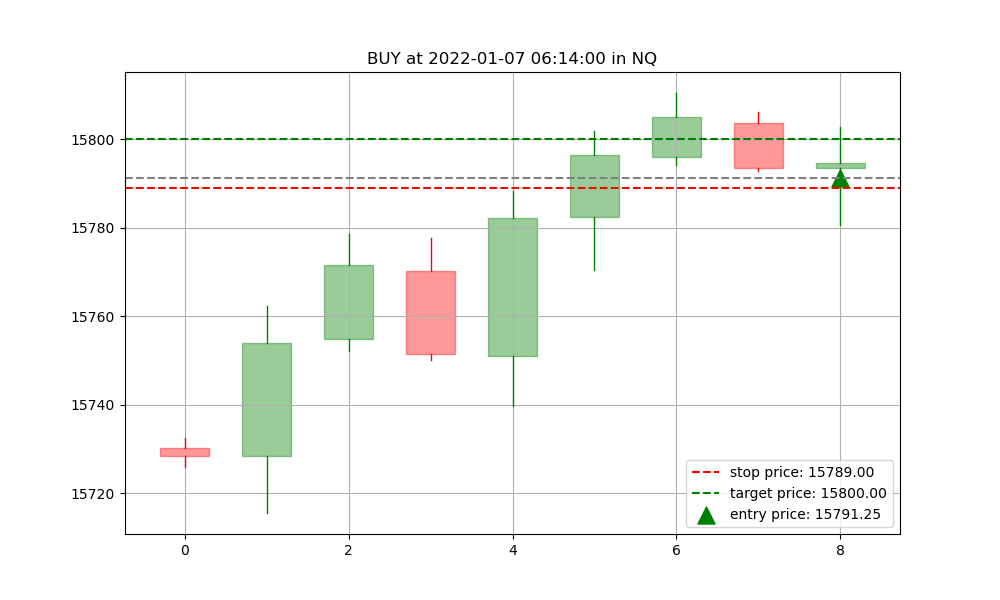 BUY at 2022-01-07 06:14:00 in NQ
15800
15780
15760
15740
15720
stop price: 15789.00
target price: 15800.00
entry price: 15791.25
0 2 4 6 8